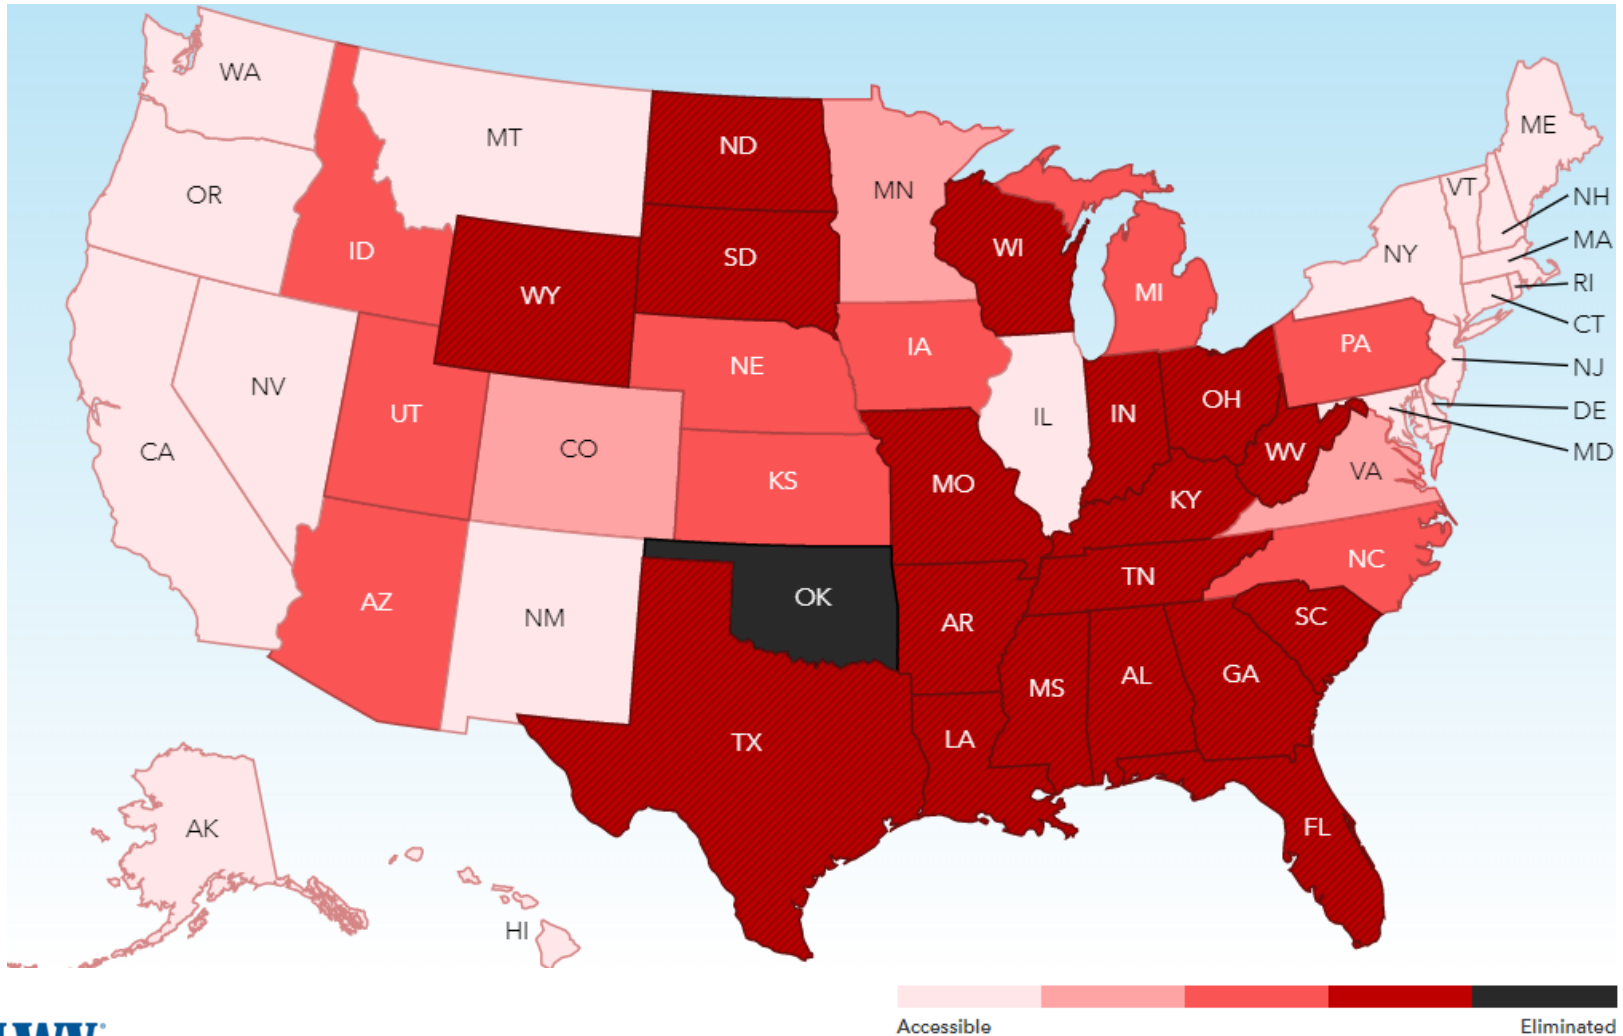 WA
MT
ND
ME
OR
MN
VT
NH
ID
SD
WI
NY
MA
WY
MI
RI
CT
NE
IA
PA
NJ
NV
UT
CO
IL
IN
OH
DE
CA
KS
MO
WV
VA
MD
KY
AZ
NM
OK
TN
NC
AR
SC
MS
AL
GA
TX
LA
AK
FL
HI
Accessible
Eliminated